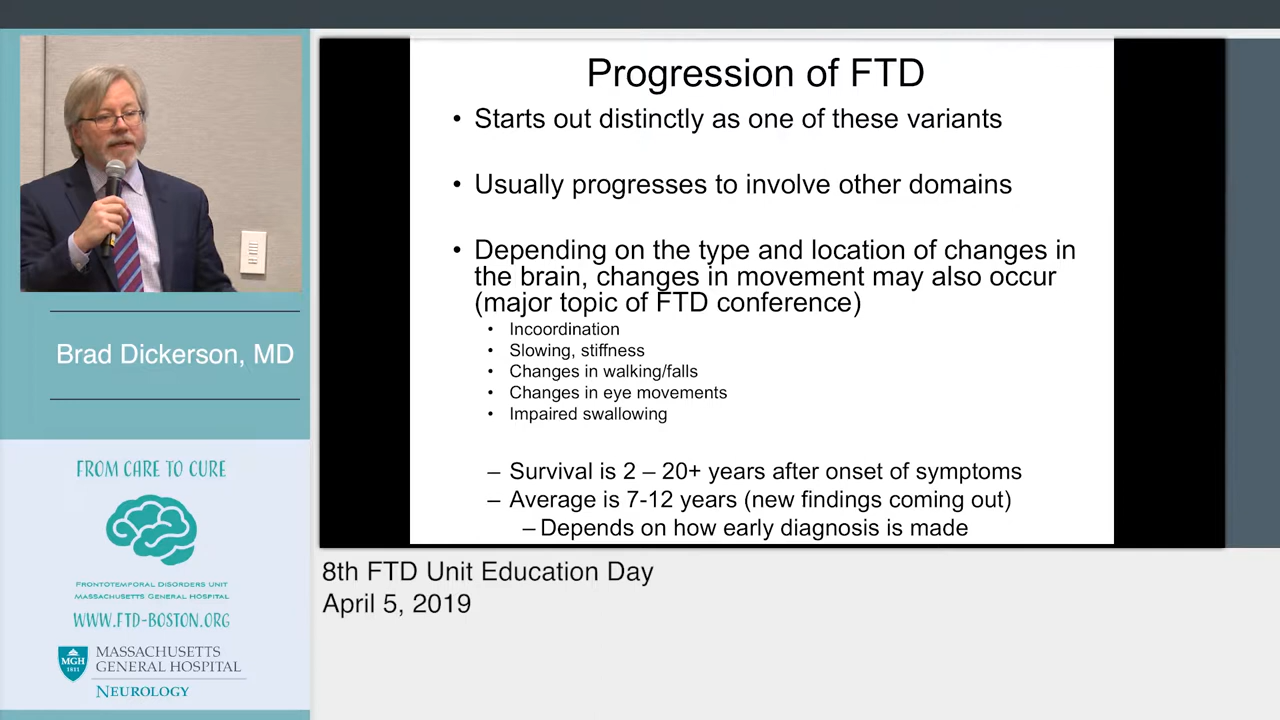 Brad Dickerson, MD
FROM CARE TO CURE
FRONTOTEMPORAL DISORDERS UNIT
MASSACHUSETTS GENERAL HOSPITAL
WWW.FTD-BOSTON.ORG
MGH
1811
MASSACHUSETTS
GENERAL HOSPITAL
NEUROLOGY
Progression of FTD
• Starts out distinctly as one of these variants
• Usually progresses to involve other domains
• Depending on the type and location of changes in
the brain, changes in movement may also occur
(major topic of FTD conference)
• Incoordination
• Slowing, stiffness
• Changes in walking/falls
• Changes in eye movements
• Impaired swallowing
– Survival is 2 – 20+ years after onset of symptoms
– Average is 7-12 years (new findings coming out)
– Depends on how early diagnosis is made
8th FTD Unit Education Day
April 5, 2019